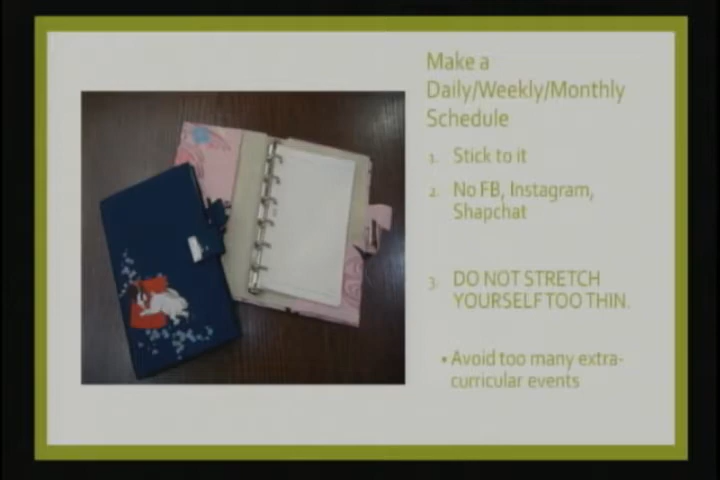 Make a
Daily/Weekly/Monthly
Schedule
1. Stick to it
2. No FB, Instagram,
Shapchat
3. DO NOT STRETCH
YOURSELF TOO THIN.
• Avoid too many extra-
curricular events